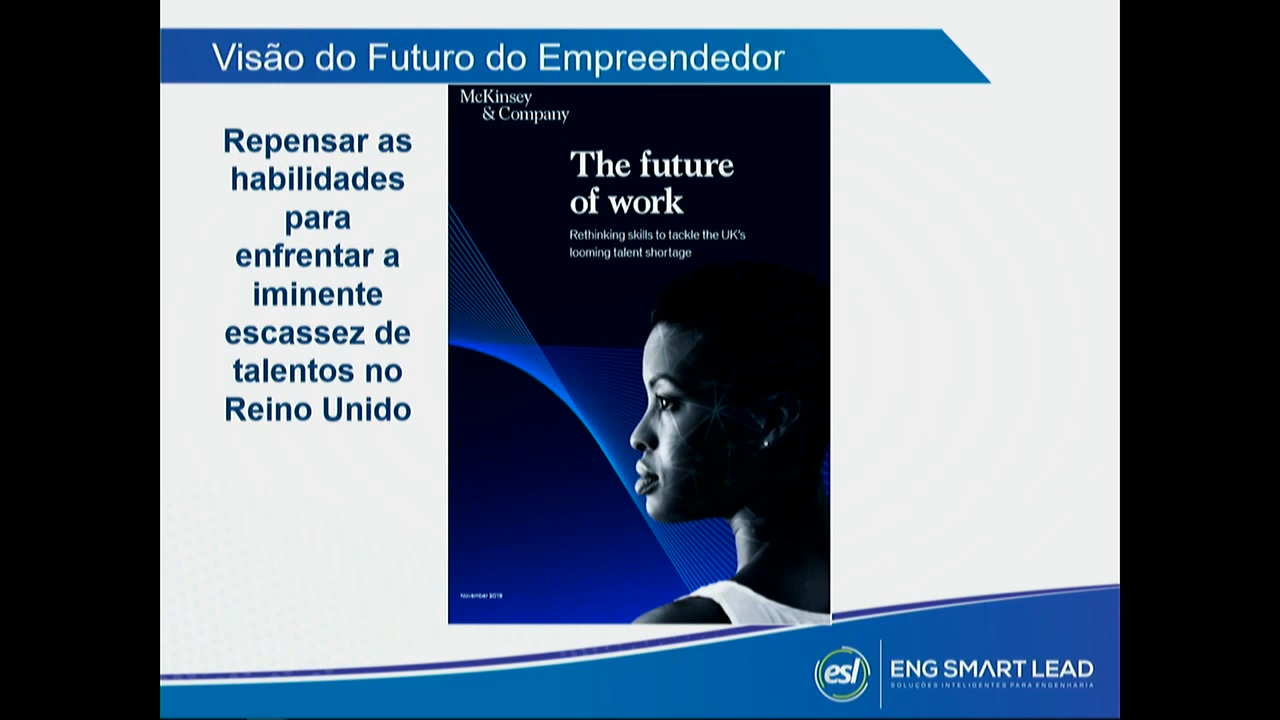 Visão do Futuro do Empreendedor
Repensar as
habilidades
para
enfrentar a
iminente
escassez de
talentos no
Reino Unido
McKinsey
& Company
The future
of work
Rethinking skills to tackle the UK's
looming talent shortage
November 2019
esl
ENG SMART LEAD
SOLUÇÕES INTELIGENTES PARA ENGENHARIA